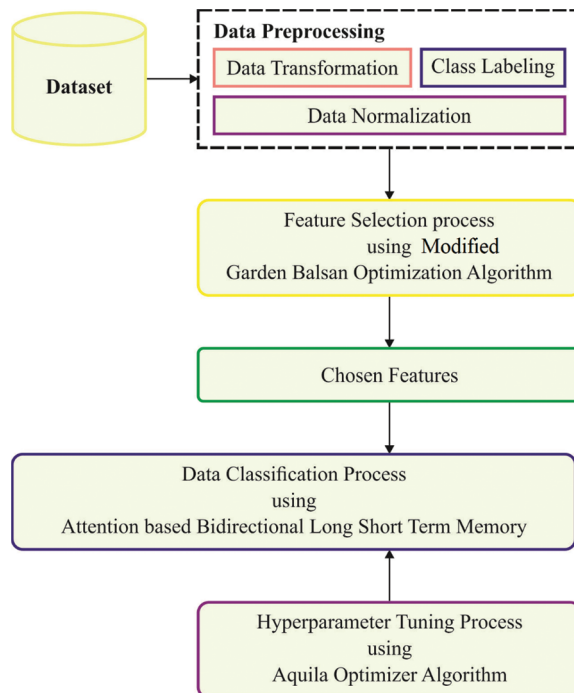 Dataset
Data Preprocessing
Data Transformation
Class Labeling
Data Normalization
Feature Selection process
using Modified
Garden Balsan Optimization Algorithm
Chosen Features
Data Classification Process
using
Attention based Bidirectional Long Short Term Memory
Hyperparameter Tuning Process
using
Aquila Optimizer Algorithm